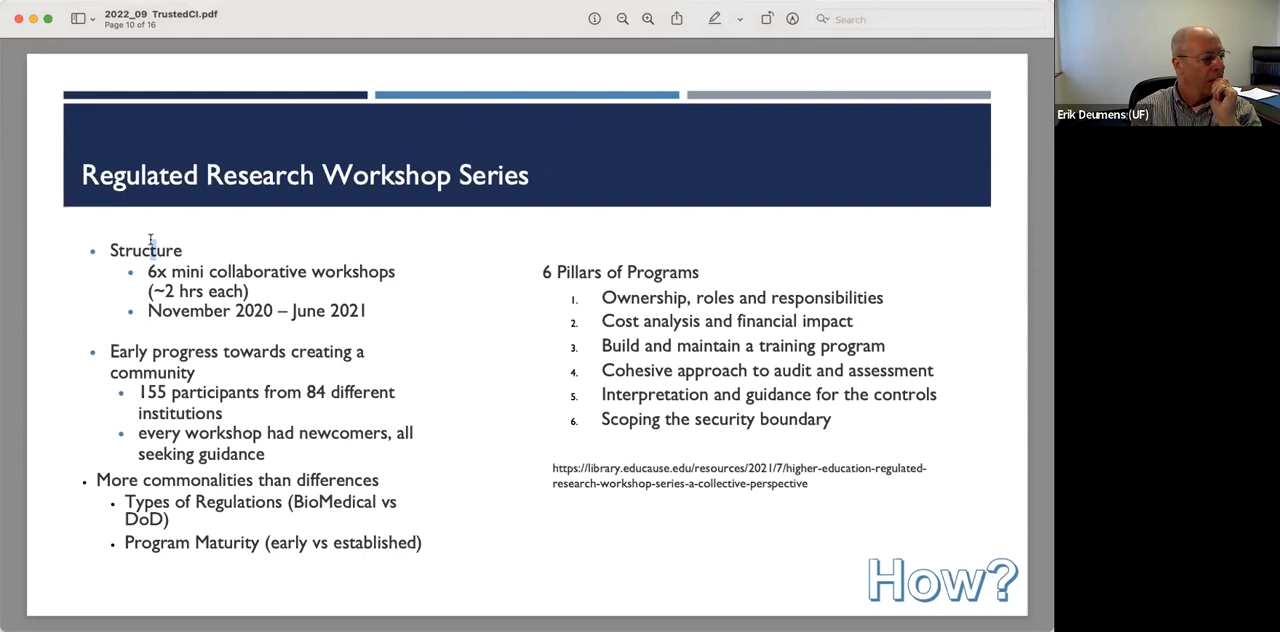 2022_09 TrustedCI.pdf
Page 10 of 16
Search
Erik Deumens (UF)
Regulated Research Workshop Series
• Structure
• 6x mini collaborative workshops
(~2 hrs each)
• November 2020 – June 2021
• Early progress towards creating a
community
• 155 participants from 84 different
institutions
• every workshop had newcomers, all
seeking guidance
• More commonalities than differences
• Types of Regulations (BioMedical vs
DoD)
• Program Maturity (early vs established)
6 Pillars of Programs
1. Ownership, roles and responsibilities
2. Cost analysis and financial impact
3. Build and maintain a training program
4. Cohesive approach to audit and assessment
5. Interpretation and guidance for the controls
6. Scoping the security boundary
https://library.educause.edu/resources/2021/7/higher-education-regulated-
research-workshop-series-a-collective-perspective
How?